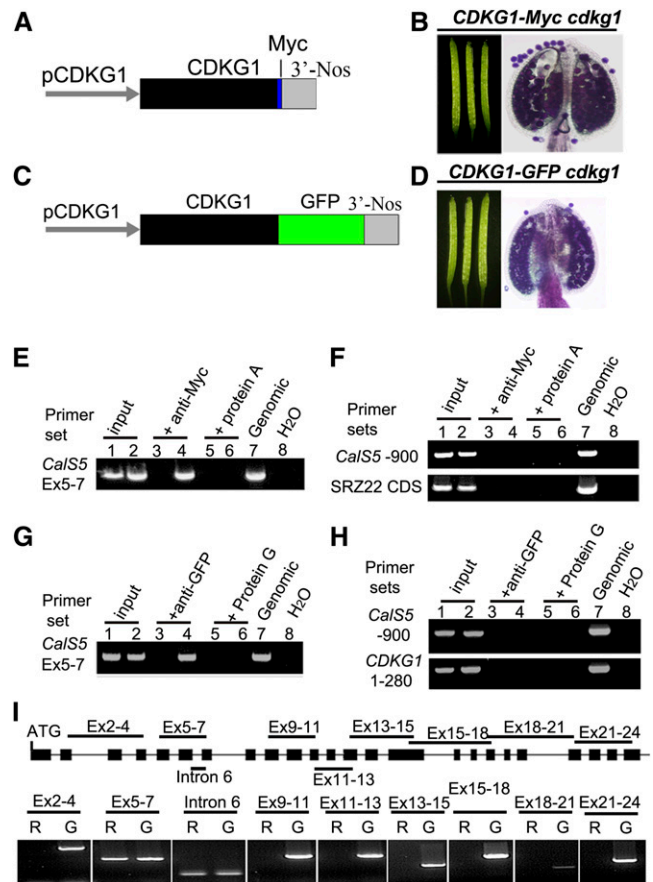 A
Myc
pCDKG1
CDKG1
3'-Nos
B
CDKG1-Myc cdkg1
C
pCDKG1
CDKG1
GFP
3'-Nos
D
CDKG1-GFP cdkg1
E
Primer set
input
+ anti-Myc
+ protein A
Genomic
H2O
1 2 3 4 5 6 7 8
CalS5
Ex5-7
F
Primer sets
input
+ anti-Myc
+ protein A
Genomic
H2O
1 2 3 4 5 6 7 8
CalS5 -900
SRZ22 CDS
G
Primer set
input
+anti-GFP
+ Protein G
Genomic
H2O
1 2 3 4 5 6 7 8
CalS5
Ex5-7
H
Primer sets
input
+anti-GFP
+ Protein G
Genomic
H2O
1 2 3 4 5 6 7 8
CalS5
-900
CDKG1
1-280
I
ATG
Ex2-4 Ex5-7 Ex9-11 Ex13-15 Ex15-18 Ex18-21 Ex21-24
Intron 6 Ex11-13
Ex2-4 Ex5-7 Intron 6 Ex9-11 Ex11-13 Ex13-15 Ex15-18 Ex18-21 Ex21-24
R G R G R G R G R G R G R G R G R G